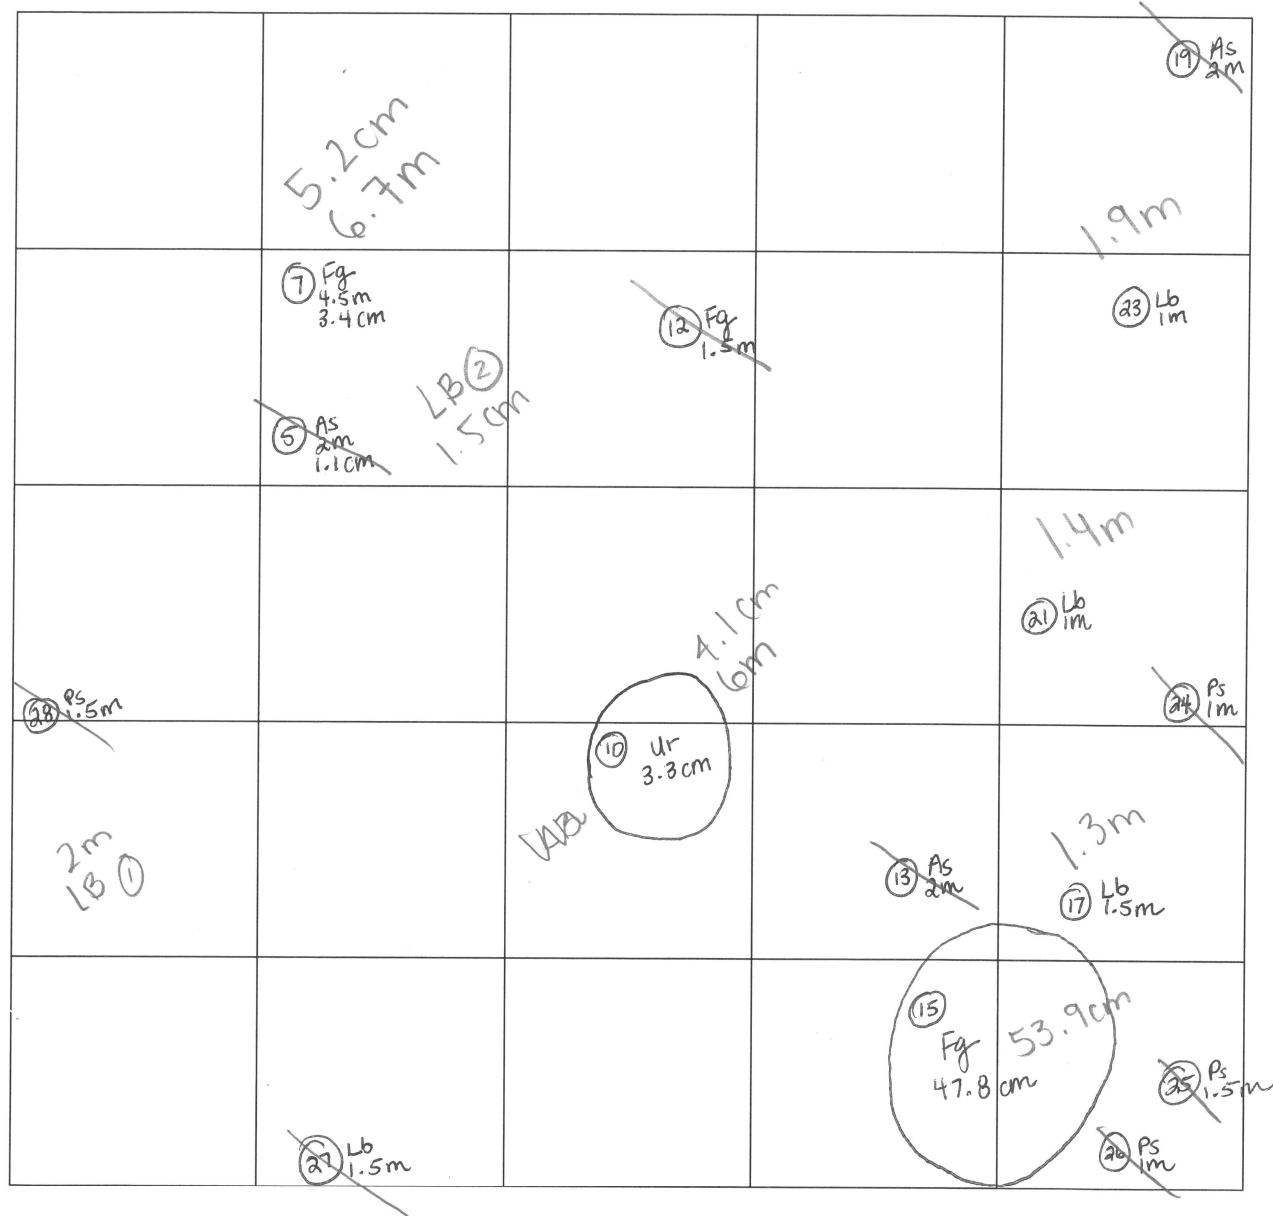 19 As
2m
5.2cm
6.7m
1.9m
7 Fg
4.5m
3.4cm
12 Fg
1.5m
23 Lb
1m
LB 2
1.5cm
5 As
2m
1.1cm
1.4m
21 Lb
1m
4.1cm
6m
28 Ps
1.5m
24 Ps
1m
10 Ur
3.3cm
2m
LB 1
13 As
2m
1.3m
17 Lb
1.5m
15
Fg
47.8cm
53.9cm
25 Ps
1.5m
27 Lb
1.5m
26 Ps
1m